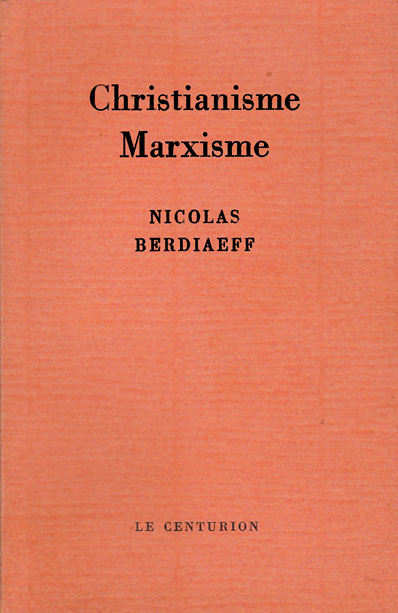 Christianisme
Marxisme
NICOLAS
BERDIAEFF
LE CENTURION